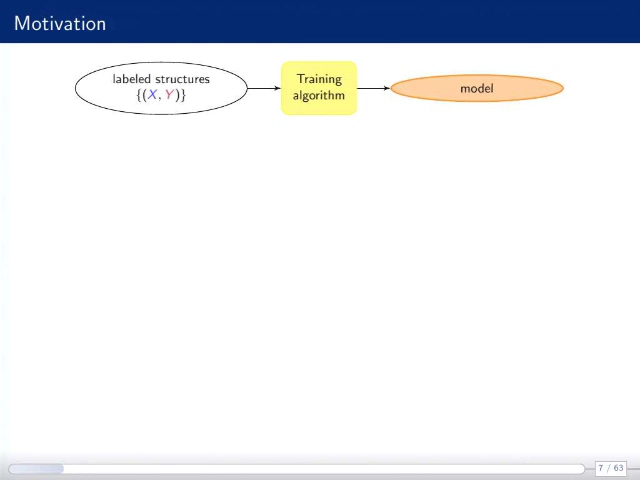 Motivation
labeled structures
{(X, Y)}
Training
algorithm
model
7 / 63